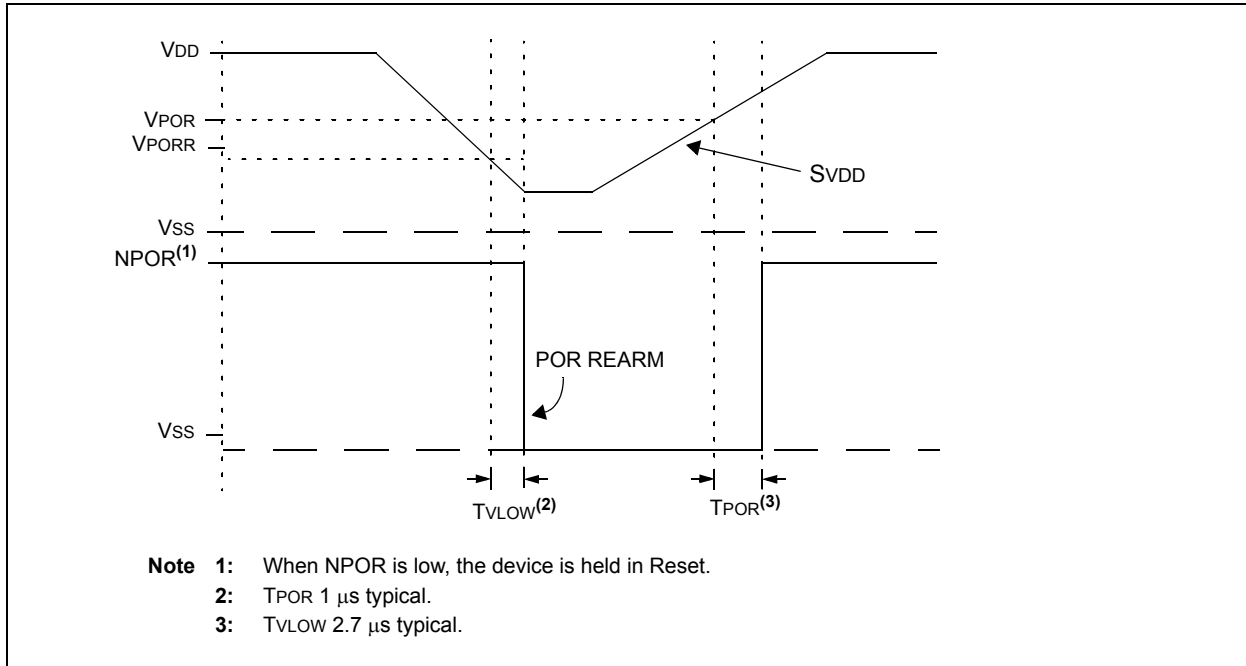 VDD
VPOR
VPORR
SVDD
VSS
NPOR(1)
POR REARM
VSS
TVLOW(2)
TPOR(3)
Note 1: When NPOR is low, the device is held in Reset.
2: TPOR 1 μs typical.
3: TVLOW 2.7 μs typical.